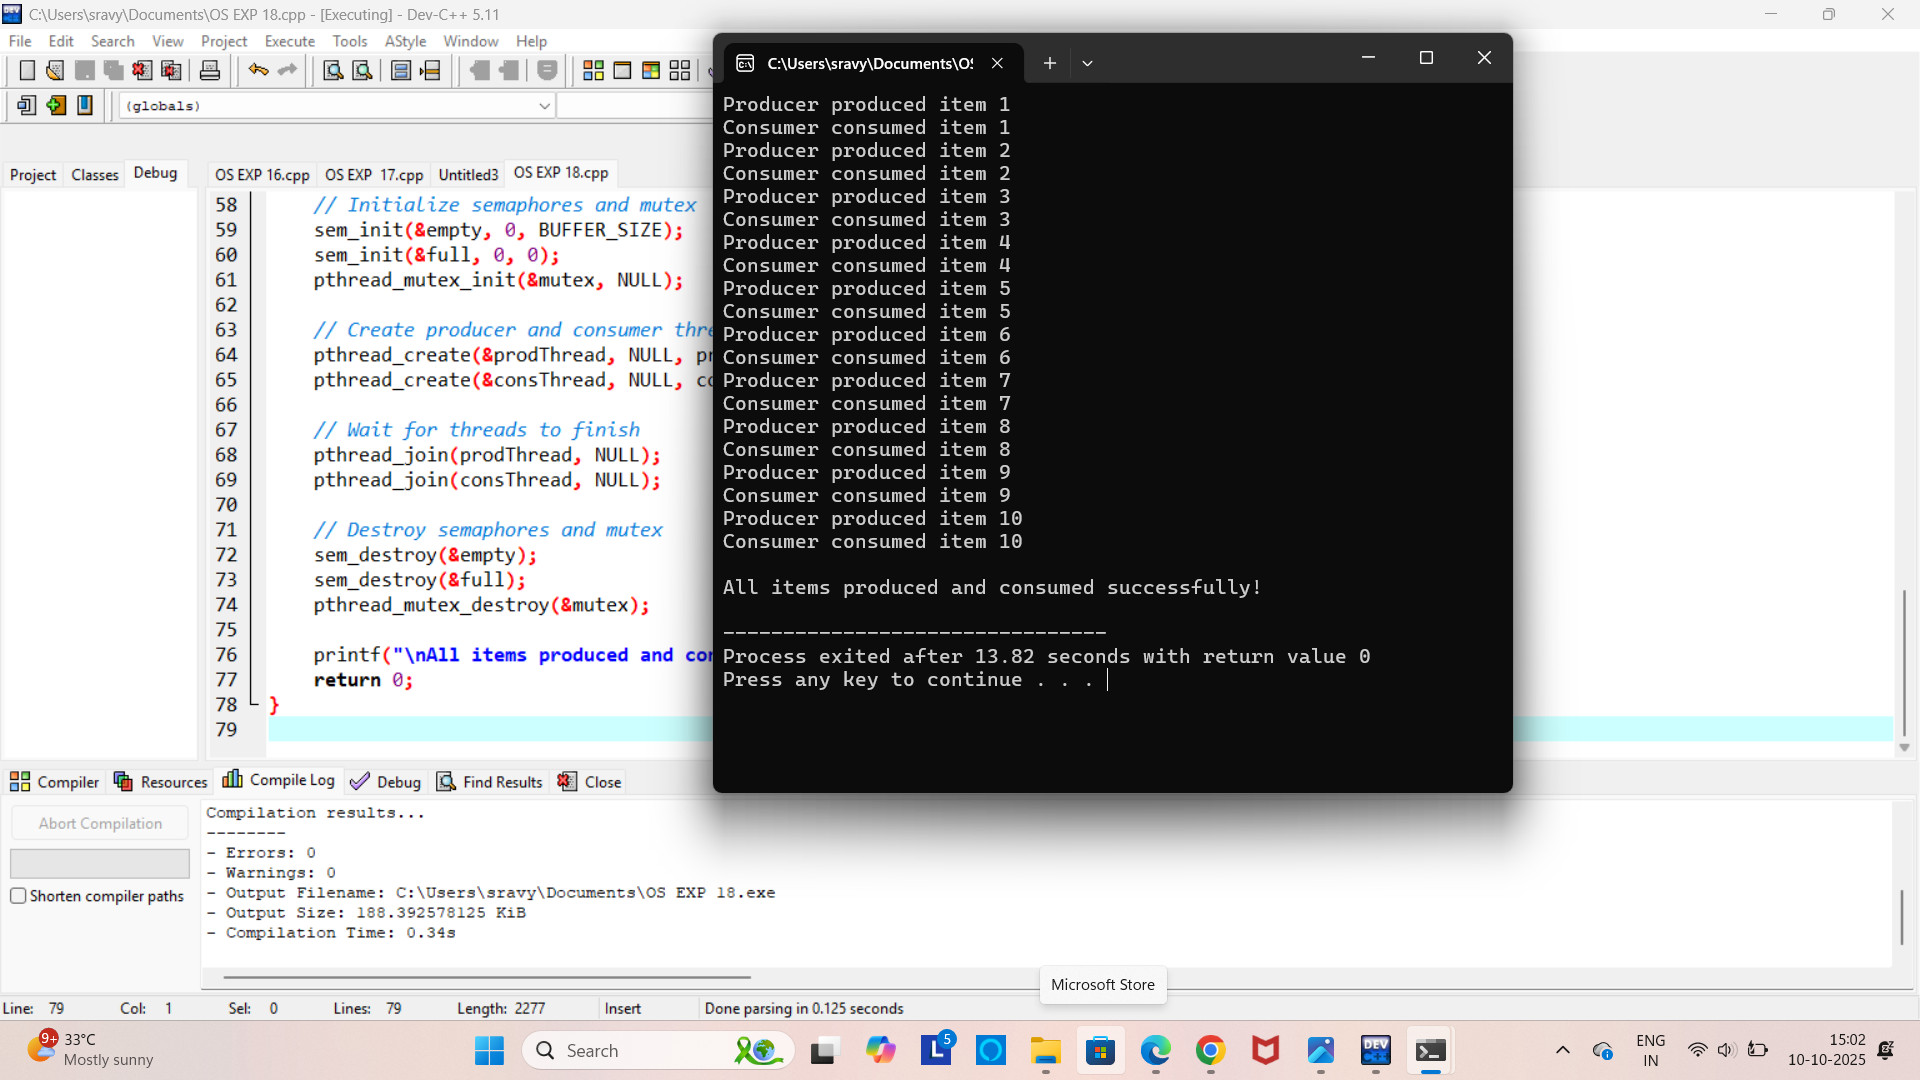 C:\Users\sravy\Documents\OS EXP 18.cpp - [Executing] - Dev-C++ 5.11
File Edit Search View Project Execute Tools AStyle Window Help
(globals)
Project Classes Debug
OS EXP 16.cpp OS EXP 17.cpp Untitled3 OS EXP 18.cpp
58 // Initialize semaphores and mutex
59 sem_init(&empty, 0, BUFFER_SIZE);
60 sem_init(&full, 0, 0);
61 pthread_mutex_init(&mutex, NULL);
62
63 // Create producer and consumer thre
64 pthread_create(&prodThread, NULL, pr
65 pthread_create(&consThread, NULL, co
66
67 // Wait for threads to finish
68 pthread_join(prodThread, NULL);
69 pthread_join(consThread, NULL);
70
71 // Destroy semaphores and mutex
72 sem_destroy(&empty);
73 sem_destroy(&full);
74 pthread_mutex_destroy(&mutex);
75
76 printf("\nAll items produced and con
77 return 0;
78 }
79
C:\Users\sravy\Documents\OS
Producer produced item 1
Consumer consumed item 1
Producer produced item 2
Consumer consumed item 2
Producer produced item 3
Consumer consumed item 3
Producer produced item 4
Consumer consumed item 4
Producer produced item 5
Consumer consumed item 5
Producer produced item 6
Consumer consumed item 6
Producer produced item 7
Consumer consumed item 7
Producer produced item 8
Consumer consumed item 8
Producer produced item 9
Consumer consumed item 9
Producer produced item 10
Consumer consumed item 10
All items produced and consumed successfully!
--------------------------------
Process exited after 13.82 seconds with return value 0
Press any key to continue . . .
Compiler Resources Compile Log Debug Find Results Close
Abort Compilation
Shorten compiler paths
Compilation results...
--------
- Errors: 0
- Warnings: 0
- Output Filename: C:\Users\sravy\Documents\OS EXP 18.exe
- Output Size: 188.392578125 KiB
- Compilation Time: 0.34s
Microsoft Store
Line: 79 Col: 1 Sel: 0 Lines: 79 Length: 2277 Insert Done parsing in 0.125 seconds
9+
33°C
Mostly sunny
Search
L 5
DEV C++
ENG
IN
15:02
10-10-2025